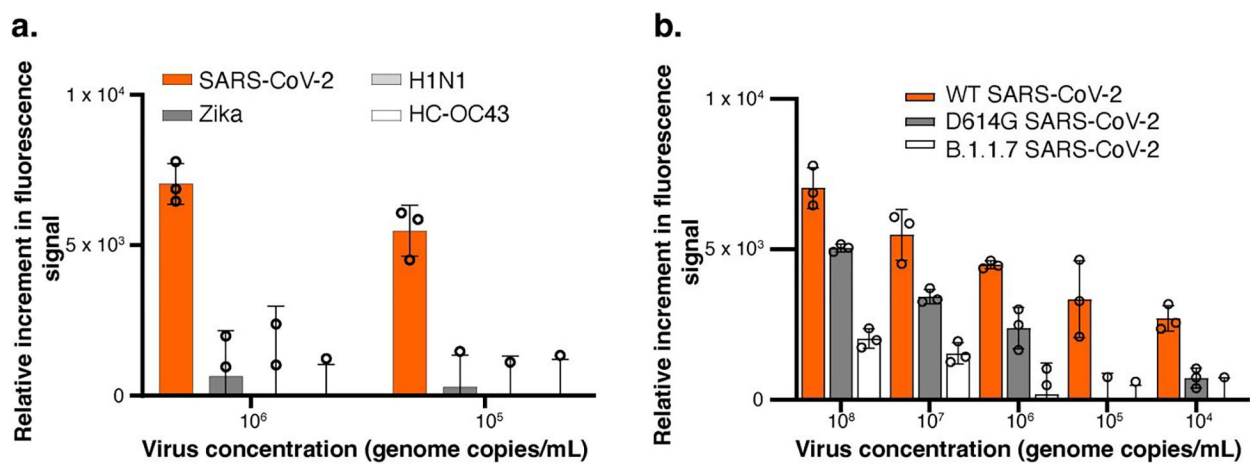 a.
Relative increment in fluorescence
signal
SARS-CoV-2
Zika
H1N1
HC-OC43
1 x 10⁴
5 x 10³
0
10⁶
10⁵
Virus concentration (genome copies/mL)
b.
Relative increment in fluorescence
signal
WT SARS-CoV-2
D614G SARS-CoV-2
B.1.1.7 SARS-CoV-2
1 x 10⁴
5 x 10³
0
10⁸
10⁷
10⁶
10⁵
10⁴
Virus concentration (genome copies/mL)